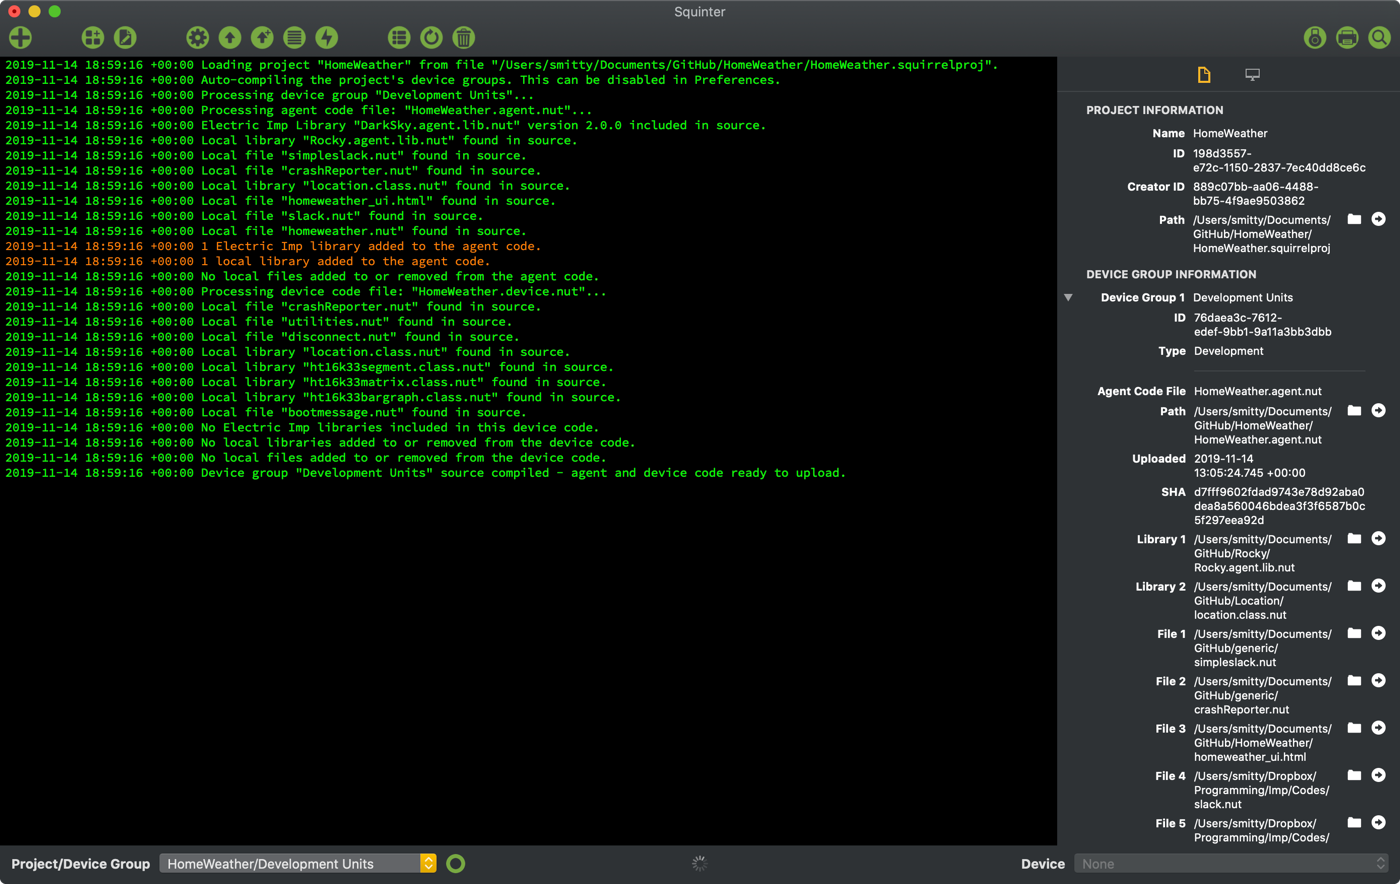 Squinter
2019-11-14 18:59:16 +00:00 Loading project "HomeWeather" from file "/Users/smitty/Documents/GitHub/HomeWeather/HomeWeather.squirrelproj".
2019-11-14 18:59:16 +00:00 Auto-compiling the project's device groups. This can be disabled in Preferences.
2019-11-14 18:59:16 +00:00 Processing device group "Development Units"...
2019-11-14 18:59:16 +00:00 Processing agent code file: "HomeWeather.agent.nut"...
2019-11-14 18:59:16 +00:00 Electric Imp Library "DarkSky.agent.lib.nut" version 2.0.0 included in source.
2019-11-14 18:59:16 +00:00 Local library "Rocky.agent.lib.nut" found in source.
2019-11-14 18:59:16 +00:00 Local file "simpleslack.nut" found in source.
2019-11-14 18:59:16 +00:00 Local file "crashReporter.nut" found in source.
2019-11-14 18:59:16 +00:00 Local library "location.class.nut" found in source.
2019-11-14 18:59:16 +00:00 Local file "homeweather_ui.html" found in source.
2019-11-14 18:59:16 +00:00 Local file "slack.nut" found in source.
2019-11-14 18:59:16 +00:00 Local file "homeweather.nut" found in source.
2019-11-14 18:59:16 +00:00 1 Electric Imp library added to the agent code.
2019-11-14 18:59:16 +00:00 1 local library added to the agent code.
2019-11-14 18:59:16 +00:00 No local files added to or removed from the agent code.
2019-11-14 18:59:16 +00:00 Processing device code file: "HomeWeather.device.nut"...
2019-11-14 18:59:16 +00:00 Local file "crashReporter.nut" found in source.
2019-11-14 18:59:16 +00:00 Local file "utilities.nut" found in source.
2019-11-14 18:59:16 +00:00 Local file "disconnect.nut" found in source.
2019-11-14 18:59:16 +00:00 Local library "location.class.nut" found in source.
2019-11-14 18:59:16 +00:00 Local library "ht16k33segment.class.nut" found in source.
2019-11-14 18:59:16 +00:00 Local library "ht16k33matrix.class.nut" found in source.
2019-11-14 18:59:16 +00:00 Local library "ht16k33bargraph.class.nut" found in source.
2019-11-14 18:59:16 +00:00 Local file "bootmessage.nut" found in source.
2019-11-14 18:59:16 +00:00 No Electric Imp libraries included in this device code.
2019-11-14 18:59:16 +00:00 No local libraries added to or removed from the device code.
2019-11-14 18:59:16 +00:00 No local files added to or removed from the device code.
2019-11-14 18:59:16 +00:00 Device group "Development Units" source compiled - agent and device code ready to upload.
PROJECT INFORMATION
Name HomeWeather
ID 198d3557-
e72c-1150-2837-7ec40dd8ce6c
Creator ID 889c07bb-aa06-4488-
bb75-4f9ae9503862
Path /Users/smitty/Documents/
GitHub/HomeWeather/
HomeWeather.squirrelproj
DEVICE GROUP INFORMATION
Device Group 1 Development Units
ID 76daea3c-7612-
edef-9bb1-9a11a3bb3dbb
Type Development
Agent Code File HomeWeather.agent.nut
Path /Users/smitty/Documents/
GitHub/HomeWeather/
HomeWeather.agent.nut
Uploaded 2019-11-14
13:05:24.745 +00:00
SHA d7fff9602fdad9743e78d92aba0
dea8a560046bdea3f3f6587b0c
5f297eea92d
Library 1 /Users/smitty/Documents/
GitHub/Rocky/
Rocky.agent.lib.nut
Library 2 /Users/smitty/Documents/
GitHub/Location/
location.class.nut
File 1 /Users/smitty/Documents/
GitHub/generic/
simpleslack.nut
File 2 /Users/smitty/Documents/
GitHub/generic/
crashReporter.nut
File 3 /Users/smitty/Documents/
GitHub/HomeWeather/
homeweather_ui.html
File 4 /Users/smitty/Dropbox/
Programming/Imp/Codes/
slack.nut
File 5 /Users/smitty/Dropbox/
Programming/Imp/Codes/
Project/Device Group HomeWeather/Development Units
Device None